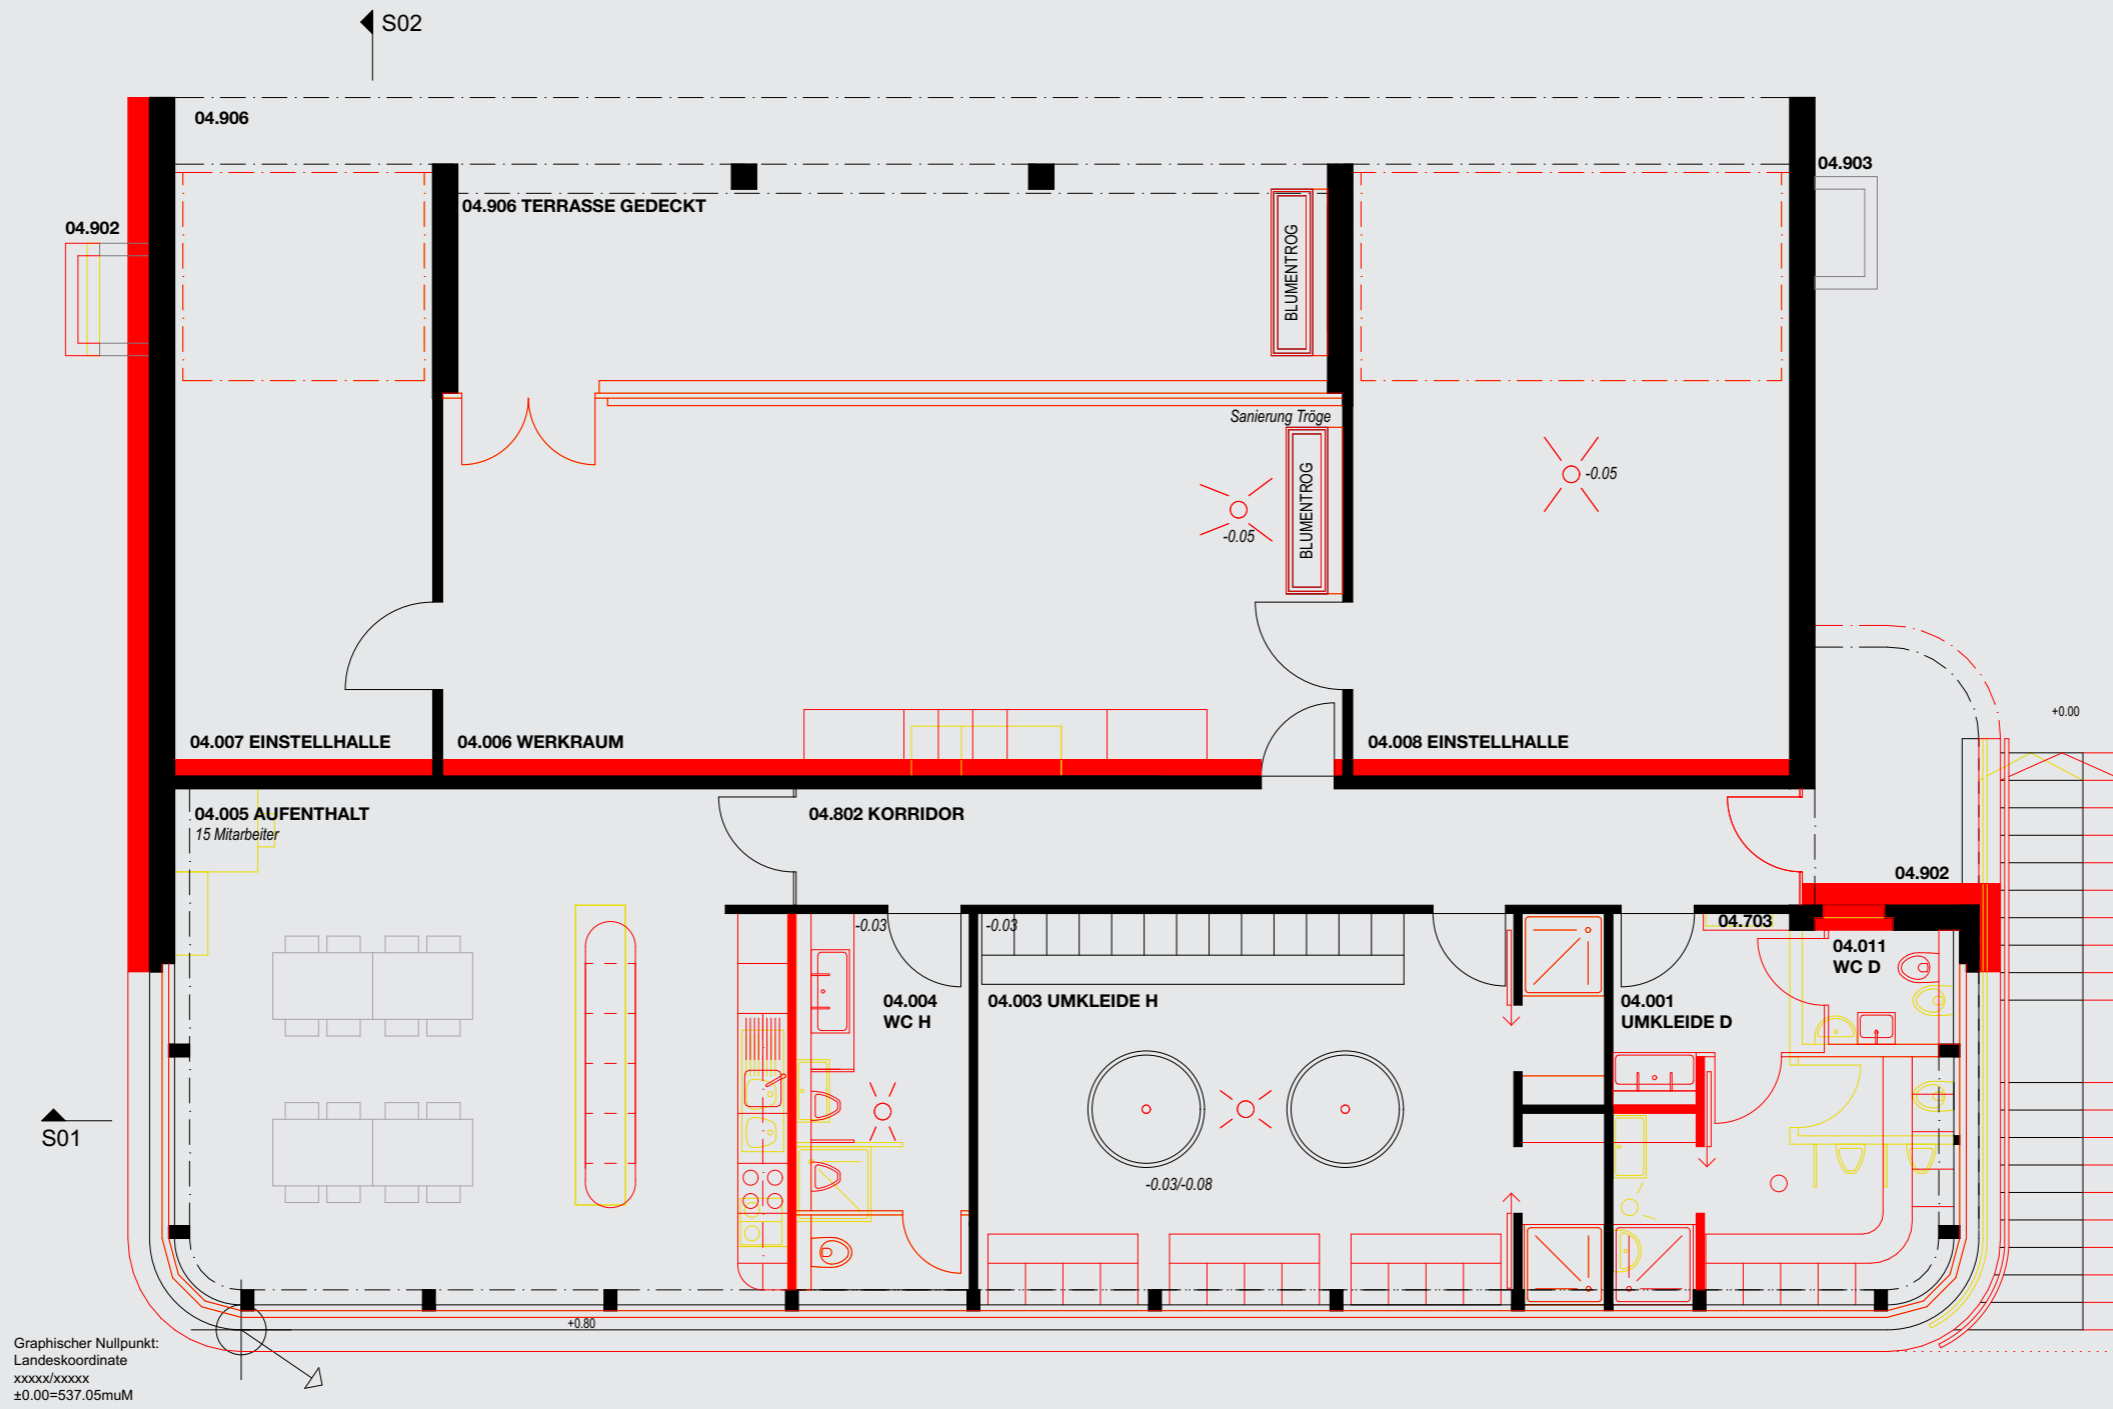 S02
04.906
04.903
04.906 TERRASSE GEDECKT
04.902
BLUMENTROG
Sanierung Tröge
-0.05
BLUMENTROG
-0.05
+0.00
04.007 EINSTELLHALLE
04.006 WERKRAUM
04.008 EINSTELLHALLE
04.005 AUFENTHALT
15 Mitarbeiter
04.802 KORRIDOR
04.902
-0.03
-0.03
04.703
04.011
WC D
04.004
WC H
04.003 UMKLEIDE H
04.001
UMKLEIDE D
S01
-0.03/-0.08
+0.80
Graphischer Nullpunkt:
Landeskoordinate
xxxxx/xxxxx
±0.00=537.05muM